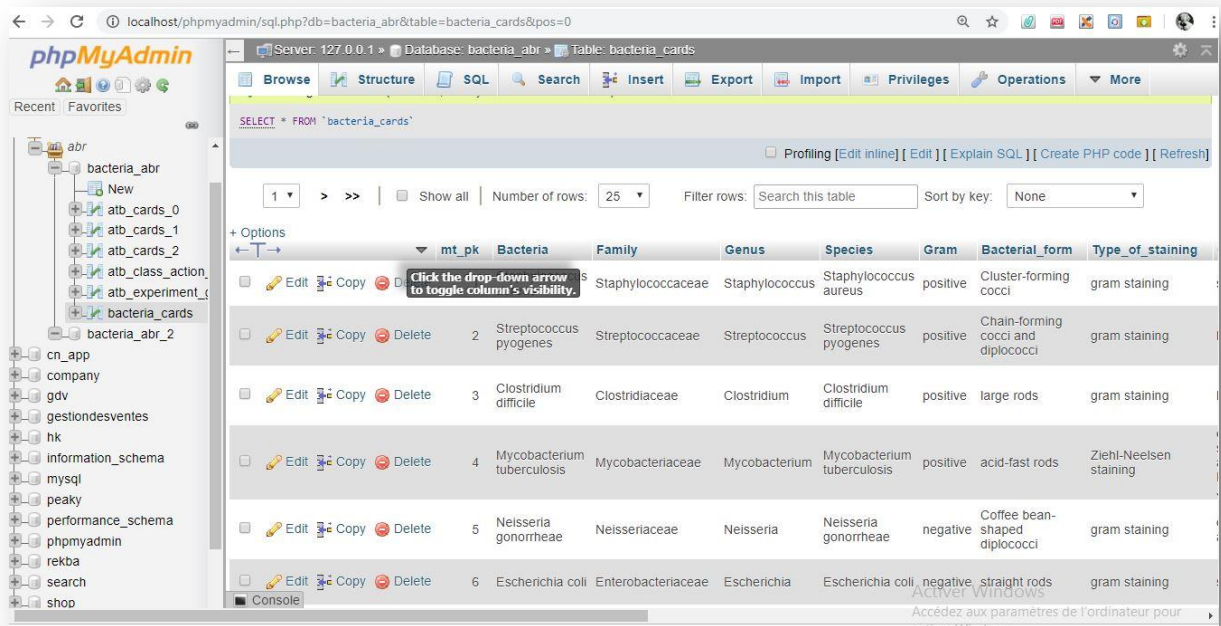 localhost/phpmyadmin/sql.php?db=bacteria_abr&table=bacteria_cards&pos=0
phpMyAdmin
Recent Favorites
abr
bacteria_abr
New
atb_cards_0
atb_cards_1
atb_cards_2
atb_class_action_
atb_experiment_
bacteria_cards
bacteria_abr_2
cn_app
company
gdv
gestiondesventes
hk
information_schema
mysql
peaky
performance_schema
phpmyadmin
rekba
search
shop
Server: 127.0.0.1 » Database: bacteria_abr » Table: bacteria_cards
Browse Structure SQL Search Insert Export Import Privileges Operations More
SELECT * FROM `bacteria_cards`
Profiling [Edit inline] [ Edit ] [ Explain SQL ] [ Create PHP code ] [ Refresh]
1 > >> Show all Number of rows: 25 Filter rows: Search this table Sort by key: None
+ Options
←T→ mt_pk Bacteria Family Genus Species Gram Bacterial_form Type_of_staining
Click the drop-down arrow
to toggle column's visibility.
Edit Copy Staphylococcaceae Staphylococcus Staphylococcus aureus positive Cluster-forming cocci gram staining
Edit Copy Delete 2 Streptococcus pyogenes Streptococcaceae Streptococcus Streptococcus pyogenes positive Chain-forming cocci and diplococci gram staining
Edit Copy Delete 3 Clostridium difficile Clostridiaceae Clostridium Clostridium difficile positive large rods gram staining
Edit Copy Delete 4 Mycobacterium tuberculosis Mycobacteriaceae Mycobacterium Mycobacterium tuberculosis positive acid-fast rods Ziehl-Neelsen staining
Edit Copy Delete 5 Neisseria gonorrheae Neisseriaceae Neisseria Neisseria gonorrheae negative Coffee bean-shaped diplococci gram staining
Edit Copy Delete 6 Escherichia coli Enterobacteriaceae Escherichia Escherichia coli negative straight rods gram staining
Console
Activer Windows
Accédez aux paramètres de l'ordinateur pour